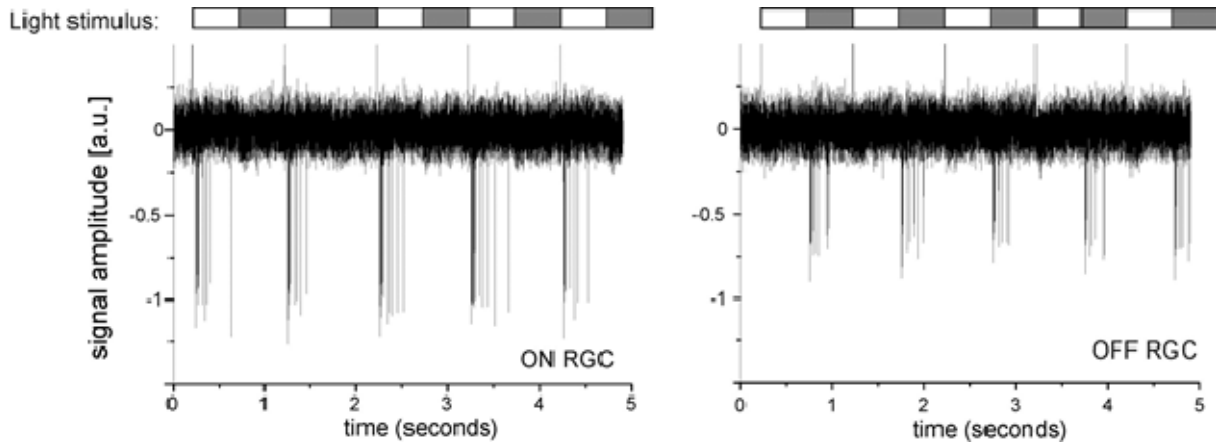 Light stimulus:
signal amplitude [a.u.]
0
-0.5
-1
ON RGC
0 1 2 3 4 5
time (seconds)
0
-0.5
-1
OFF RGC
0 1 2 3 4 5
time (seconds)